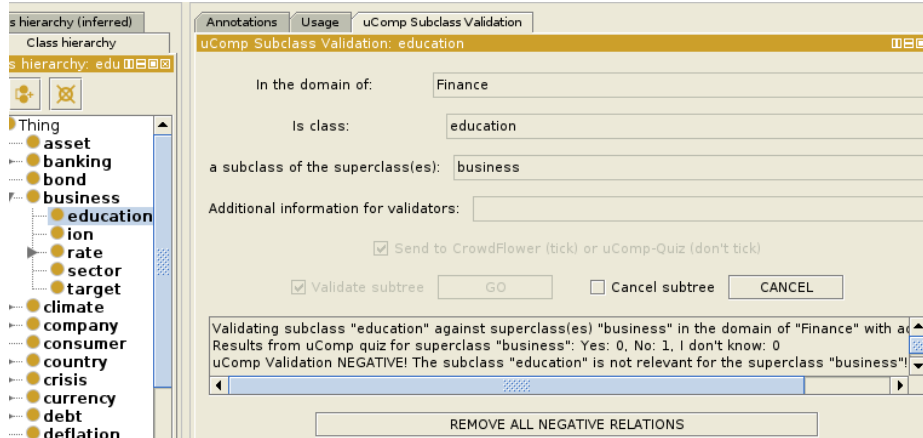 s hierarchy (inferred)
Class hierarchy
s hierarchy: edu
Thing
asset
banking
bond
business
education
ion
rate
sector
target
climate
company
consumer
country
crisis
currency
debt
deflation
Annotations Usage uComp Subclass Validation
uComp Subclass Validation: education
In the domain of: Finance
Is class: education
a subclass of the superclass(es): business
Additional information for validators:
Send to CrowdFlower (tick) or uComp-Quiz (don't tick)
Validate subtree GO Cancel subtree CANCEL
Validating subclass "education" against superclass(es) "business" in the domain of "Finance" with ac
Results from uComp quiz for superclass "business": Yes: 0, No: 1, I don't know: 0
uComp Validation NEGATIVE! The subclass "education" is not relevant for the superclass "business"!
REMOVE ALL NEGATIVE RELATIONS